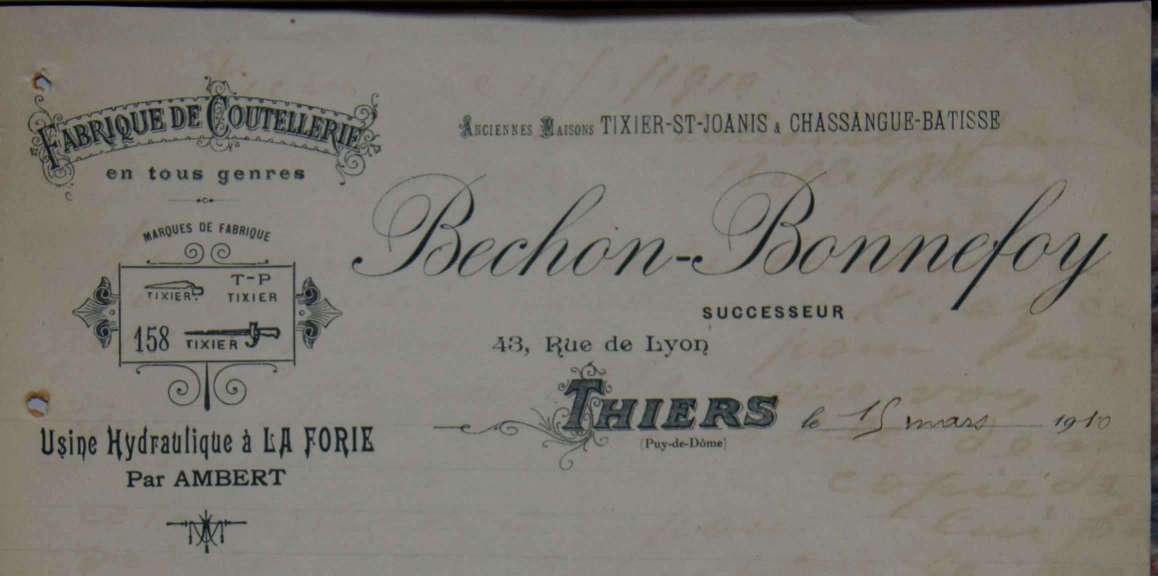 FABRIQUE DE COUTELLERIE
en tous genres
MARQUES DE FABRIQUE
TIXIER
T-P
TIXIER
158 TIXIER
Usine Hydraulique à LA FORIE
Par AMBERT
ANCIENNES MAISONS TIXIER-ST-JOANIS & CHASSANGUE-BATISSE
Bechon-Bonnefoy
SUCCESSEUR
43, Rue de Lyon
THIERS le 15 mars 1910
(Puy-de-Dôme)